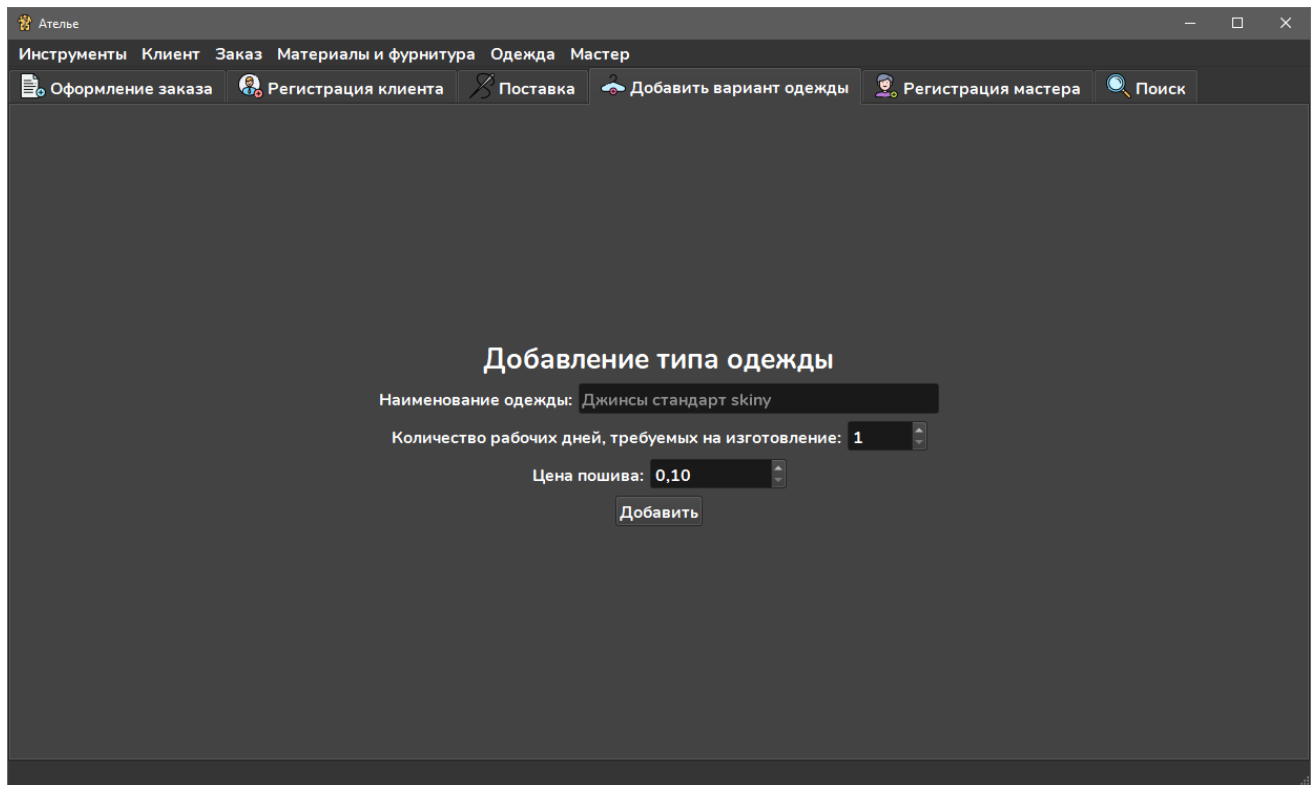 Ателье
Инструменты Клиент Заказ Материалы и фурнитура Одежда Мастер
Оформление заказа Регистрация клиента Поставка Добавить вариант одежды Регистрация мастера Поиск
Добавление типа одежды
Наименование одежды: Джинсы стандарт skiny
Количество рабочих дней, требуемых на изготовление: 1
Цена пошива: 0,10
Добавить